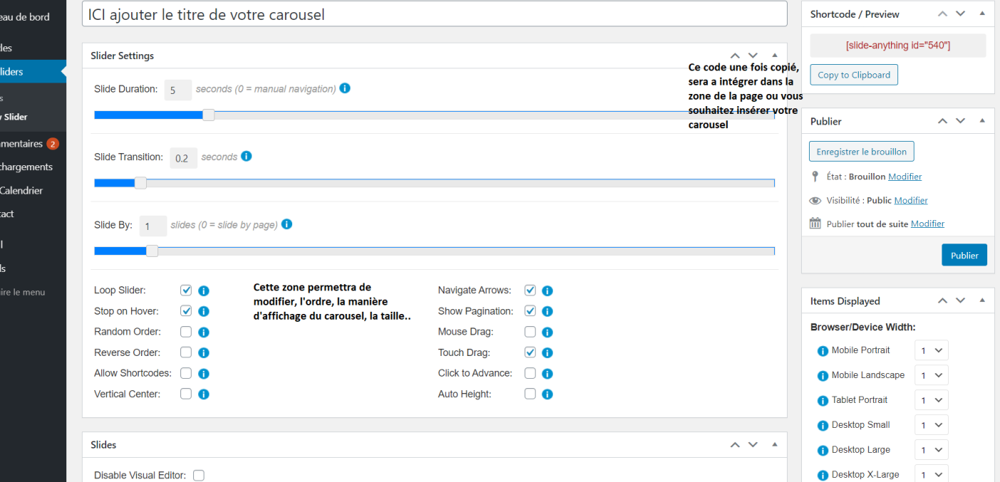 eau de bord
les
liders
s
v Slider
mentaires 2
chargements
Calendrier
tact
l
ls
ire le menu
ICI ajouter le titre de votre carousel
Slider Settings
Slide Duration: 5 seconds (0 = manual navigation)
Ce code une fois copié,
sera a intégrer dans la
zone de la page ou vous
souhaitez insérer votre
carousel
Slide Transition: 0.2 seconds
Slide By: 1 slides (0 = slide by page)
Loop Slider:
Stop on Hover:
Random Order:
Reverse Order:
Allow Shortcodes:
Vertical Center:
Cette zone permettra de
modifier, l'ordre, la manière
d'affichage du carousel, la taille..
Navigate Arrows:
Show Pagination:
Mouse Drag:
Touch Drag:
Click to Advance:
Auto Height:
Slides
Disable Visual Editor:
Shortcode / Preview
[slide-anything id="540"]
Copy to Clipboard
Publier
Enregistrer le brouillon
État : Brouillon Modifier
Visibilité : Public Modifier
Publier tout de suite Modifier
Publier
Items Displayed
Browser/Device Width:
Mobile Portrait 1
Mobile Landscape 1
Tablet Portrait 1
Desktop Small 1
Desktop Large 1
Desktop X-Large 1